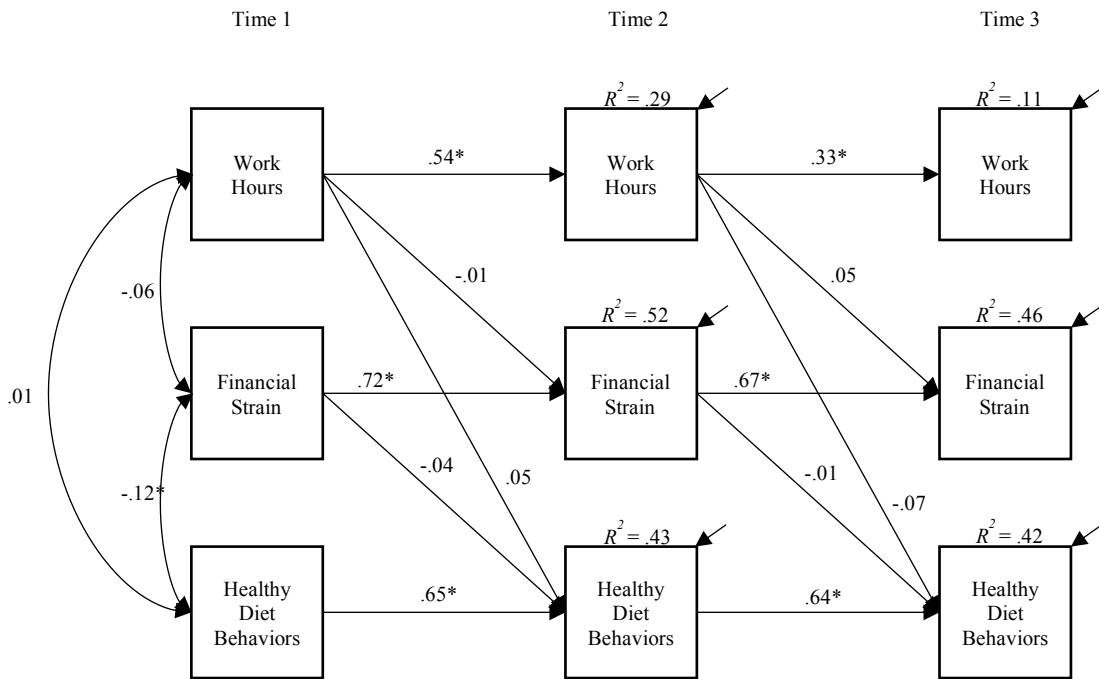 Time 1
Time 2
Time 3
R² = .29
R² = .11
Work
Hours
.54*
Work
Hours
.33*
Work
Hours
-.06
-.01
.05
R² = .52
R² = .46
.01
Financial
Strain
.72*
Financial
Strain
.67*
Financial
Strain
-.04
.05
-.01
-.07
-.12*
R² = .43
R² = .42
Healthy
Diet
Behaviors
.65*
Healthy
Diet
Behaviors
.64*
Healthy
Diet
Behaviors